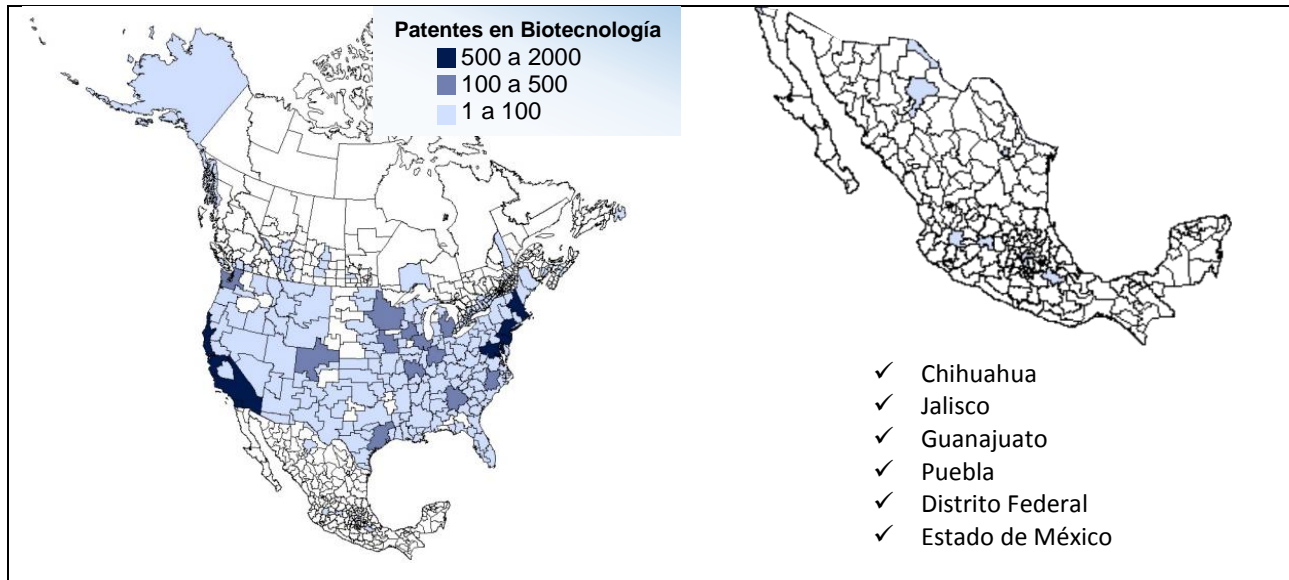 Patentes en Biotecnología
500 a 2000
100 a 500
1 a 100
✓ Chihuahua
✓ Jalisco
✓ Guanajuato
✓ Puebla
✓ Distrito Federal
✓ Estado de México